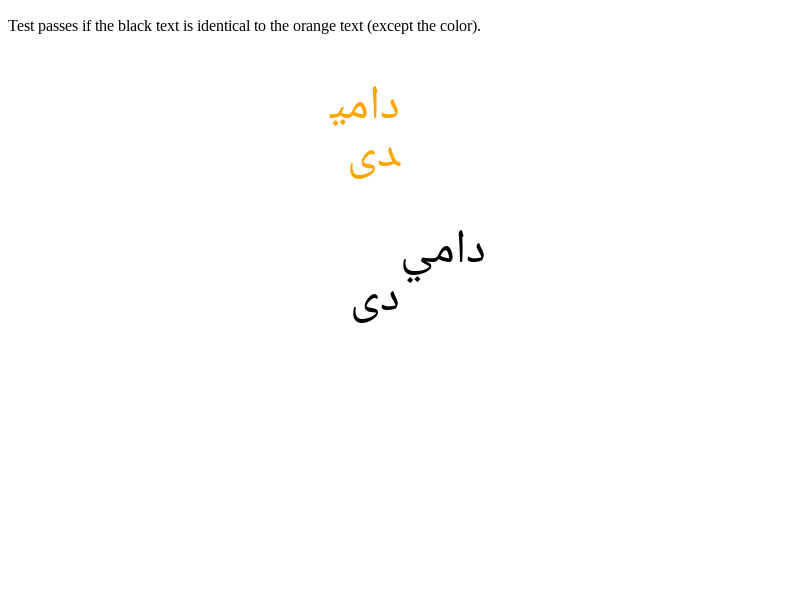 Test passes if the black text is identical to the orange text (except the color).
دامي‍
‍دى
دامي
دى